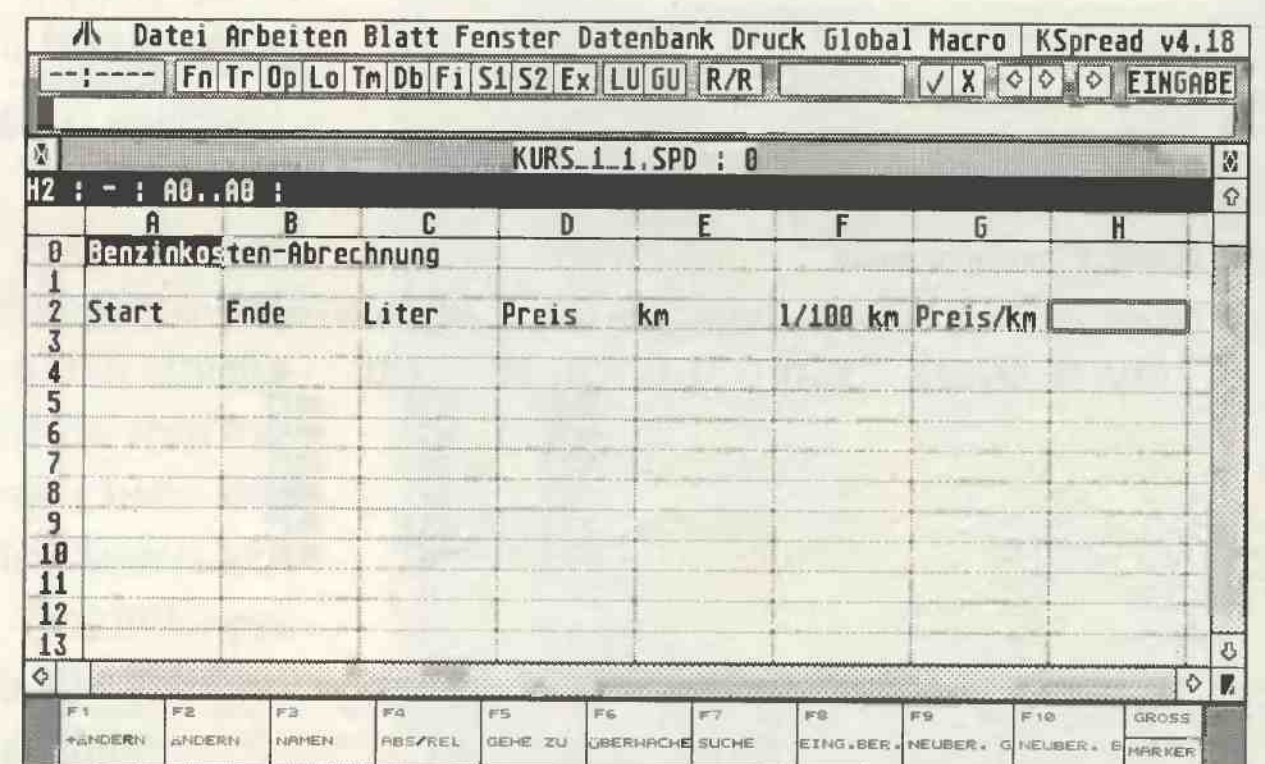 Datei Arbeiten Blatt Fenster Datenbank Druck Global Macro KSpread v4.18
--:---- Fn Tr Op Lo Tm Db Fi S1 S2 Ex LU GU R/R X EINGABE
KURS_1_1.SPD : 0
H2 : - : A0..A0 :
A B C D E F G H
0 Benzinkosten-Abrechnung
1
2 Start Ende Liter Preis km l/100 km Preis/km
3
4
5
6
7
8
9
10
11
12
13
F1 F2 F3 F4 F5 F6 F7 F8 F9 F10 GROSS
+ÄNDERN ÄNDERN NAMEN ABS/REL GEHE ZU ÜBERWACHE SUCHE EING.BER. NEUBER. G NEUBER. B MARKER